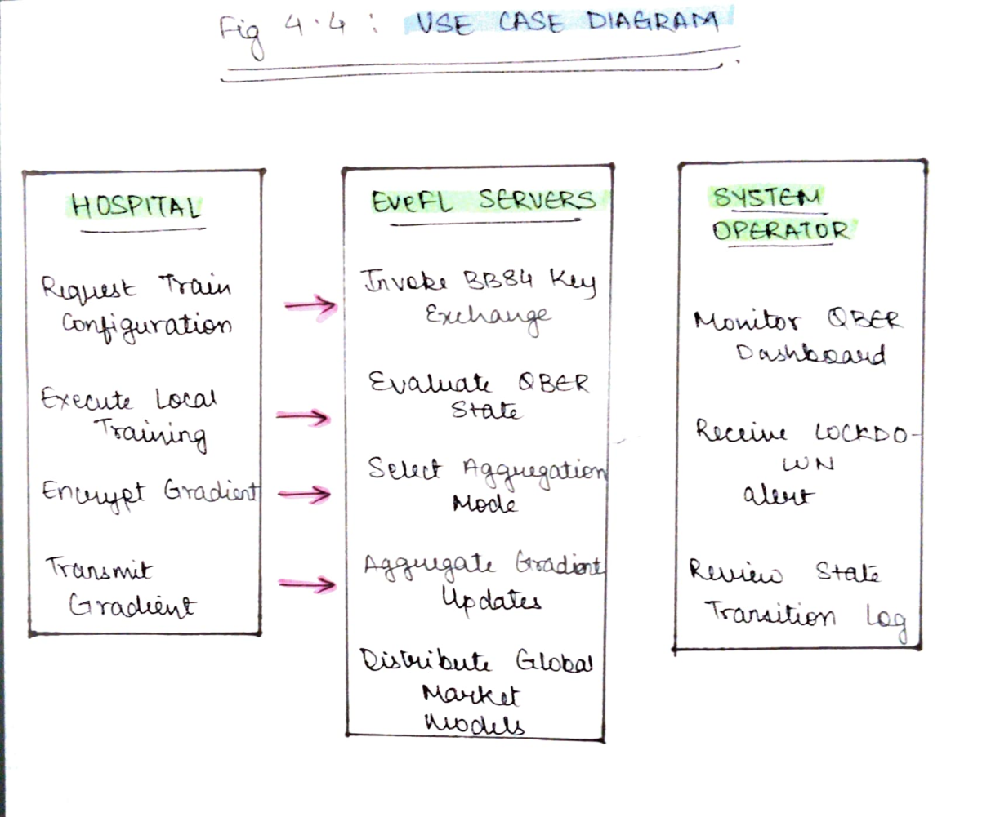 Fig 4.4 : USE CASE DIAGRAM
HOSPITAL
Request Train
Configuration
Execute Local
Training
Encrypt Gradient
Transmit
Gradient
EVEFL SERVERS
Invoke BB84 Key
Exchange
Evaluate QBER
State
Select Aggregation
Mode
Aggregate Gradient
Updates
Distribute Global
Market
Models
SYSTEM
OPERATOR
Monitor QBER
Dashboard
Receive LOCKDO-
WN
alert
Review State
Transition Log